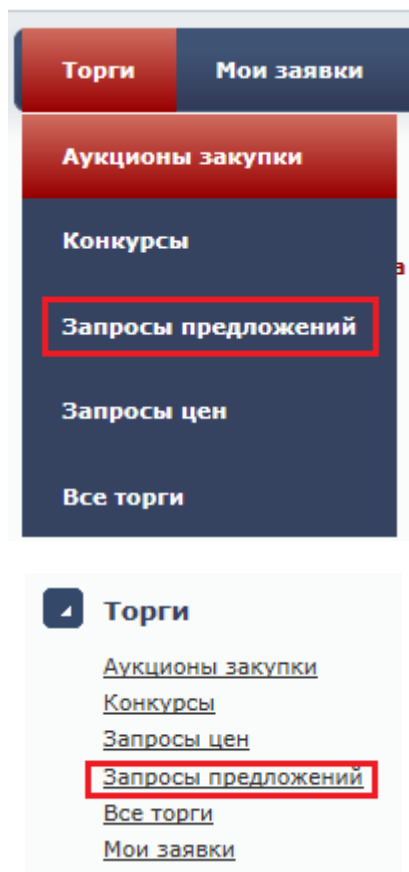 Торги Мои заявки
Аукционы закупки
Конкурсы
а
Запросы предложений
Запросы цен
Все торги
Торги
Аукционы закупки
Конкурсы
Запросы цен
Запросы предложений
Все торги
Мои заявки